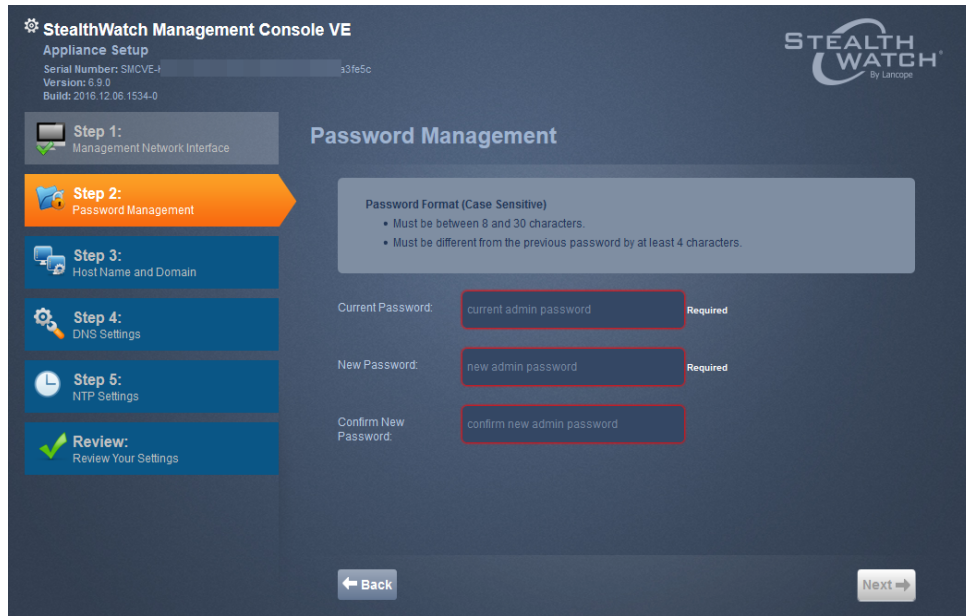 StealthWatch Management Console VE
Appliance Setup
Serial Number: SMCVE- a3fe5c
Version: 6.9.0
Build: 2016.12.06.1534-0
STEALTH
WATCH
By Lancope
Step 1:
Management Network Interface
Step 2:
Password Management
Step 3:
Host Name and Domain
Step 4:
DNS Settings
Step 5:
NTP Settings
Review:
Review Your Settings
Password Management
Password Format (Case Sensitive)
• Must be between 8 and 30 characters.
• Must be different from the previous password by at least 4 characters.
Current Password: current admin password Required
New Password: new admin password Required
Confirm New
Password:
confirm new admin password
Back
Next